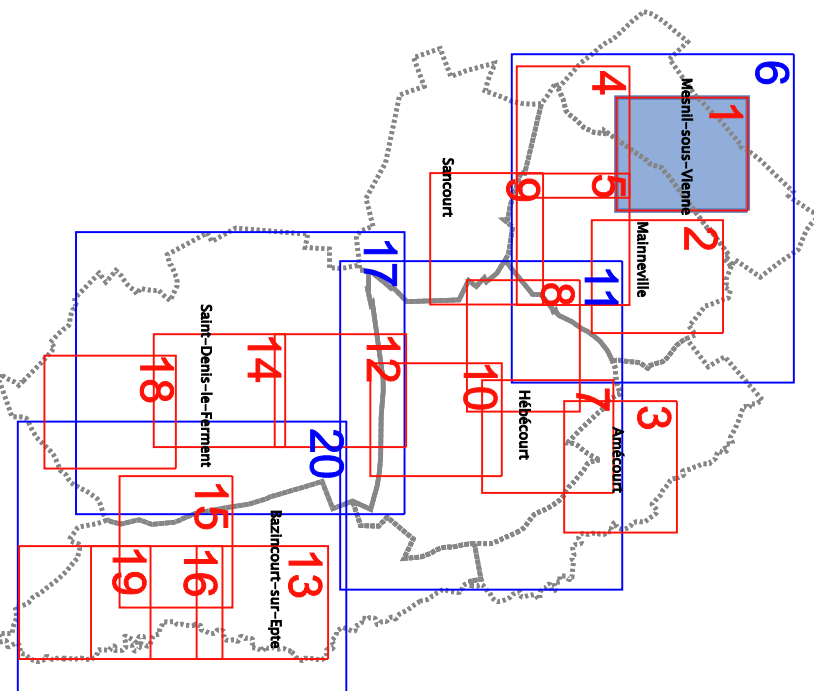 6
4
1
Mesnil-sous-Vienne
Sancourt
9
5
2
Mainneville
17
11
8
Saint-Denis-le-Ferment
14
12
18
10
Hébécourt
7
3
Amécourt
20
15
Bazincourt-sur-Epte
19
16
13